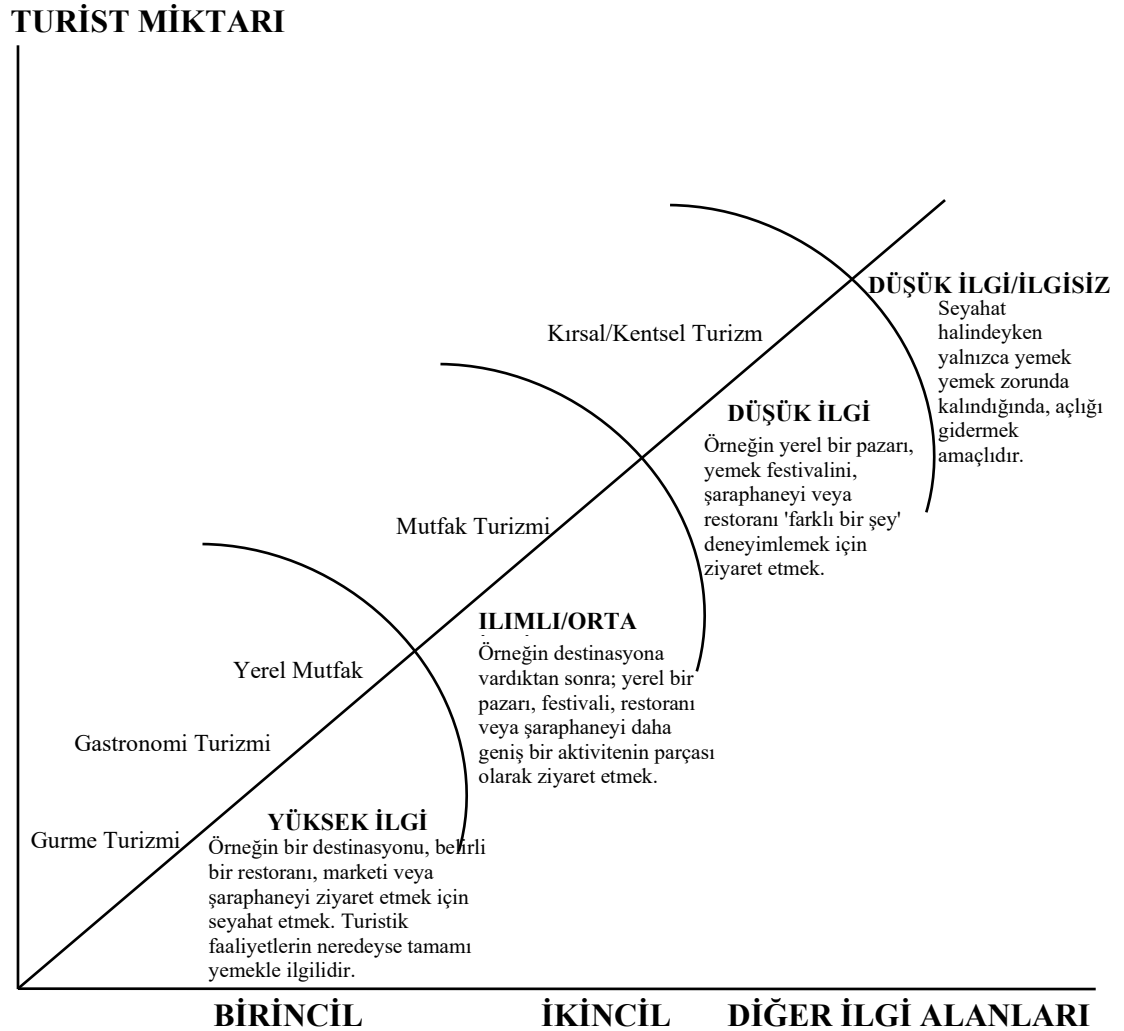 TURİST MİKTARI
DÜŞÜK İLGİ/İLGİSİZ
Seyahat
halindeyken
yalnızca yemek
yemek zorunda
kalındığında, açlığı
gidermek
amaçlıdır.
Kırsal/Kentsel Turizm
DÜŞÜK İLGİ
Örneğin yerel bir pazarı,
yemek festivalini,
şaraphaneyi veya
restoranı 'farklı bir şey'
deneyimlemek için
ziyaret etmek.
Mutfak Turizmi
ILIMLI/ORTA
Örneğin destinasyona
vardıktan sonra; yerel bir
pazarı, festivali, restoranı
veya şaraphaneyi daha
geniş bir aktivitenin parçası
olarak ziyaret etmek.
Yerel Mutfak
Gastronomi Turizmi
Gurme Turizmi
YÜKSEK İLGİ
Örneğin bir destinasyonu, belirli
bir restoranı, marketi veya
şaraphaneyi ziyaret etmek için
seyahat etmek. Turistik
faaliyetlerin neredeyse tamamı
yemekle ilgilidir.
BİRİNCİL
İKİNCİL
DİĞER İLGİ ALANLARI